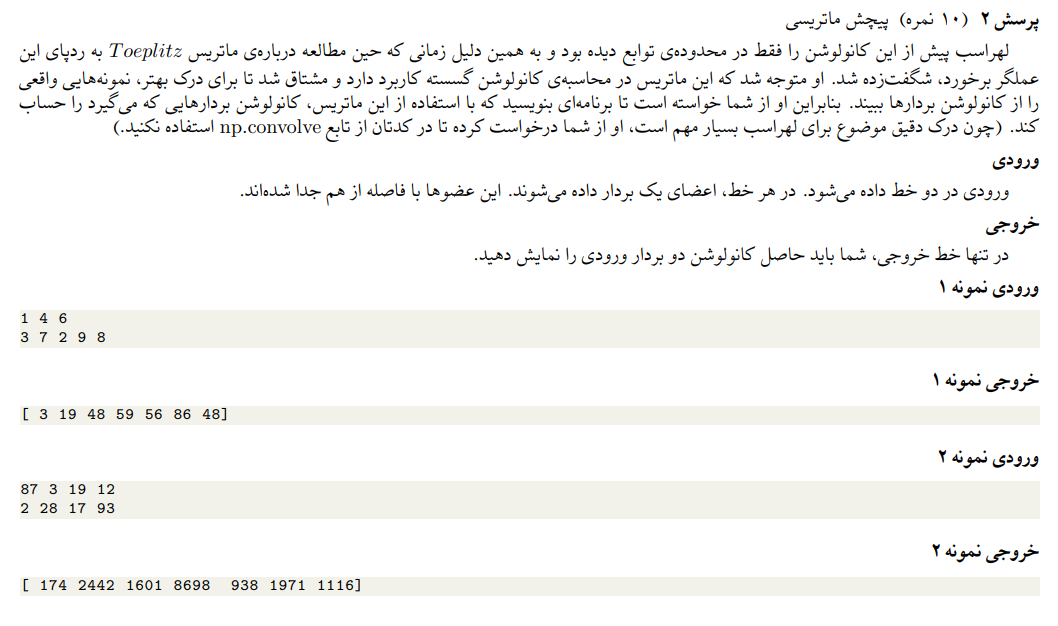 پرسش ۲ (۱۰ نمره) پیچش ماتریسی
لهراسب پیش از این کانولوشن را فقط در محدوده‌ی توابع دیده بود و به همین دلیل زمانی که حین مطالعه درباره‌ی ماتریس Toeplitz به ردپای این
عملگر برخورد، شگفت‌زده شد. او متوجه شد که این ماتریس در محاسبه‌ی کانولوشن گسسته کاربرد دارد و مشتاق شد تا برای درک بهتر، نمونه‌هایی واقعی
را از کانولوشن بردارها ببیند. بنابراین او از شما خواسته است تا برنامه‌ای بنویسید که با استفاده از این ماتریس، کانولوشن بردارهایی که می‌گیرد را حساب
کند. (چون درک دقیق موضوع برای لهراسب بسیار مهم است، او از شما درخواست کرده تا در کدتان از تابع np.convolve استفاده نکنید.)
ورودی
ورودی در دو خط داده می‌شود. در هر خط، اعضای یک بردار داده می‌شوند. این عضوها با فاصله از هم جدا شده‌اند.
خروجی
در تنها خط خروجی، شما باید حاصل کانولوشن دو بردار ورودی را نمایش دهید.
ورودی نمونه ۱
1 4 6
3 7 2 9 8
خروجی نمونه ۱
[ 3 19 48 59 56 86 48]
ورودی نمونه ۲
87 3 19 12
2 28 17 93
خروجی نمونه ۲
[ 174 2442 1601 8698  938 1971 1116]